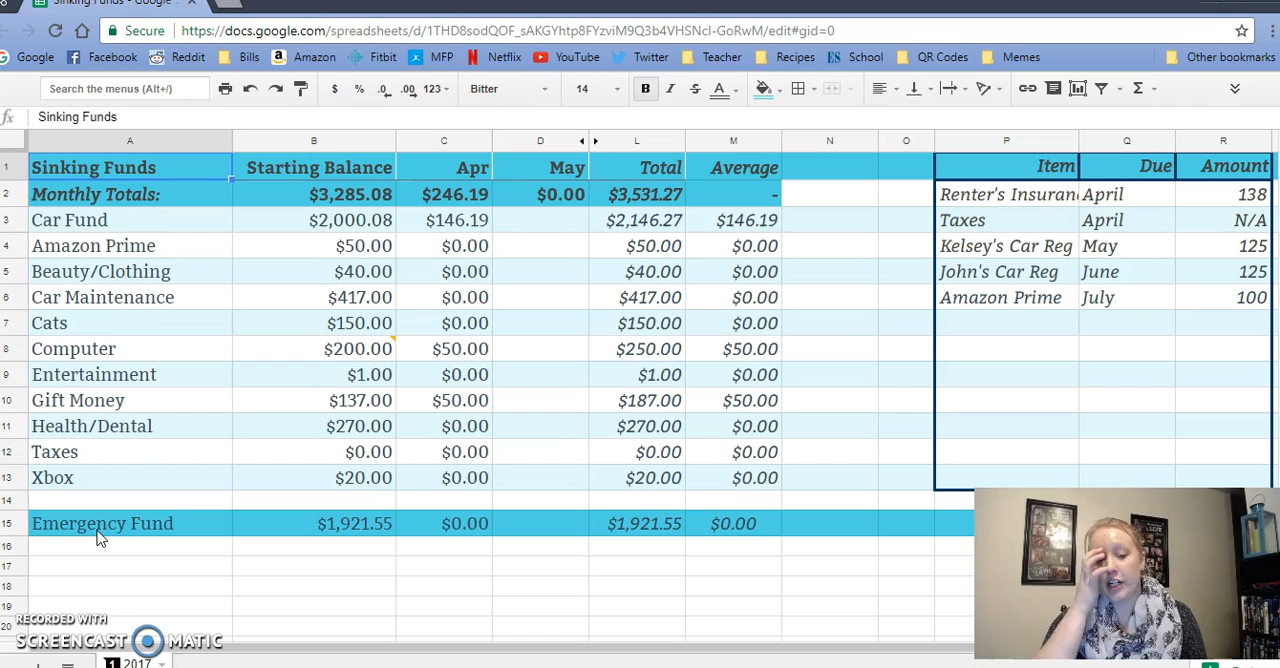 Sinking Funds - Google
Secure https://docs.google.com/spreadsheets/d/1THD8sodQOF_sAKGYhtp8FYzviM9Q3b4VHSNcI-GoRwM/edit#gid=0
Google Facebook Reddit Bills Amazon Fitbit MFP Netflix YouTube Twitter Teacher Recipes ES School QR Codes Memes Other bookmarks
Search the menus (Alt+/) $ % .0 .00 123 Bitter 14 B I S A
fx Sinking Funds
A B C D L M N O P Q R
1 Sinking Funds Starting Balance Apr May Total Average Item Due Amount
2 Monthly Totals: $3,285.08 $246.19 $0.00 $3,531.27 - Renter's Insuran April 138
3 Car Fund $2,000.08 $146.19 $2,146.27 $146.19 Taxes April N/A
4 Amazon Prime $50.00 $0.00 $50.00 $0.00 Kelsey's Car Reg May 125
5 Beauty/Clothing $40.00 $0.00 $40.00 $0.00 John's Car Reg June 125
6 Car Maintenance $417.00 $0.00 $417.00 $0.00 Amazon Prime July 100
7 Cats $150.00 $0.00 $150.00 $0.00
8 Computer $200.00 $50.00 $250.00 $50.00
9 Entertainment $1.00 $0.00 $1.00 $0.00
10 Gift Money $137.00 $50.00 $187.00 $50.00
11 Health/Dental $270.00 $0.00 $270.00 $0.00
12 Taxes $0.00 $0.00 $0.00 $0.00
13 Xbox $20.00 $0.00 $20.00 $0.00
14
15 Emergency Fund $1,921.55 $0.00 $1,921.55 $0.00
16
17
18
19
20
RECORDED WITH
SCREENCAST MATIC
1 2017